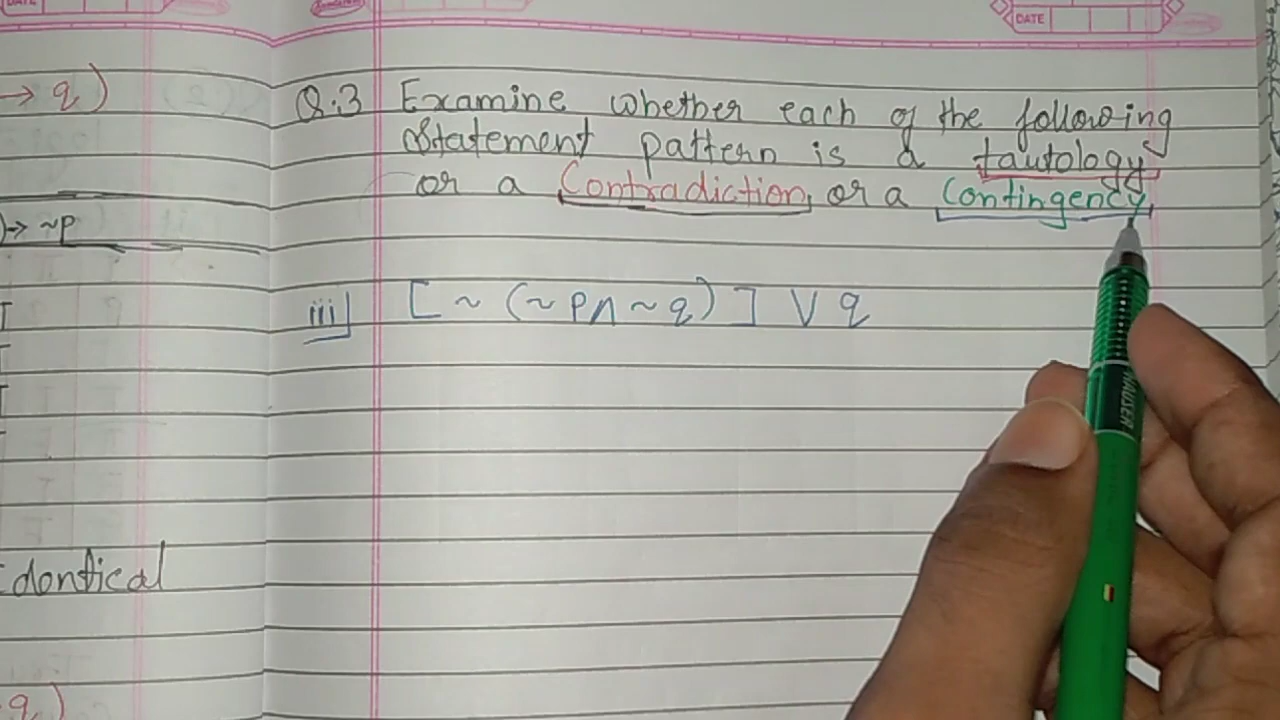 DATE
DATE
→ q)
Q.3 Examine whether each of the following
Statement pattern is a tautology
or a Contradiction or a Contingency
)→ ~p
iii] [ ~ (~p ∧ ~q) ] ∨ q
HAUSER
Identical
q)